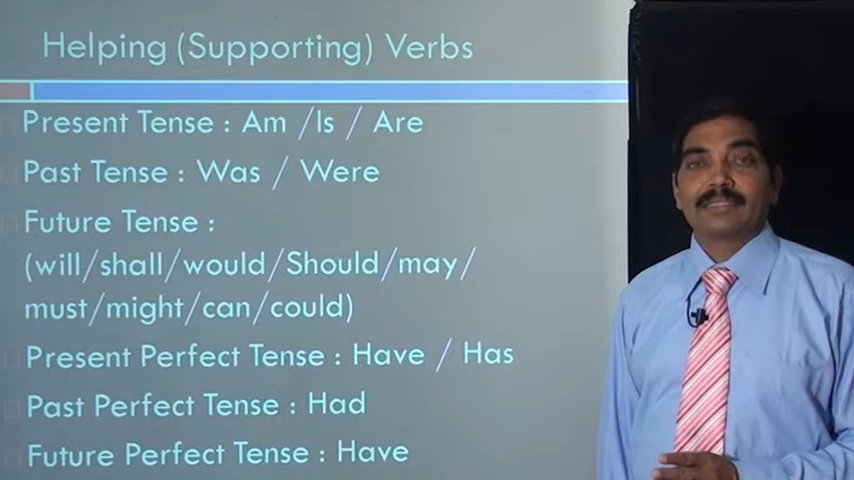 Helping (Supporting) Verbs
Present Tense : Am /Is / Are
Past Tense : Was / Were
Future Tense :
(will/shall/would/Should/may/
must/might/can/could)
Present Perfect Tense : Have / Has
Past Perfect Tense : Had
Future Perfect Tense : Have